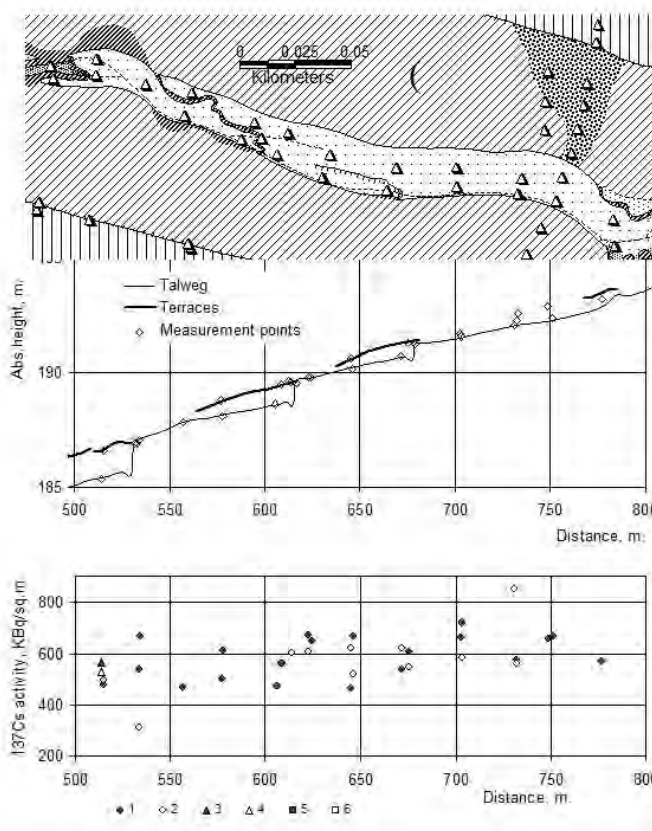 0 0.025 0.05
Kilometers
Talweg
Terraces
Measurement points
Abs.height, m.
190
185
500 550 600 650 700 750 800
Distance, m.
137Cs activity, KBq/sq.m
800
600
400
200
500 550 600 650 700 750 800
Distance, m.
1 2 3 4 5 6